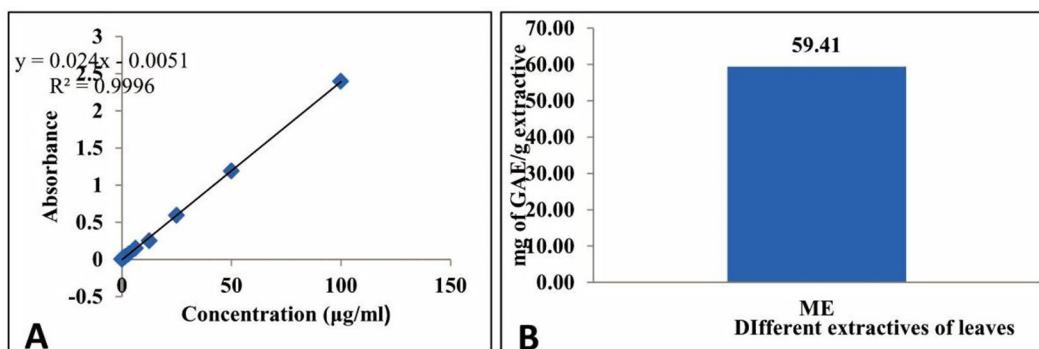 3
y = 0.024x - 0.0051
2.5
R² = 0.9996
2
1.5
1
0.5
0
-0.5
0 50 100 150
Absorbance
Concentration (µg/ml)
A
59.41
70.00
60.00
50.00
40.00
30.00
20.00
10.00
0.00
mg of GAE/g extractive
ME
DIfferent extractives of leaves
B